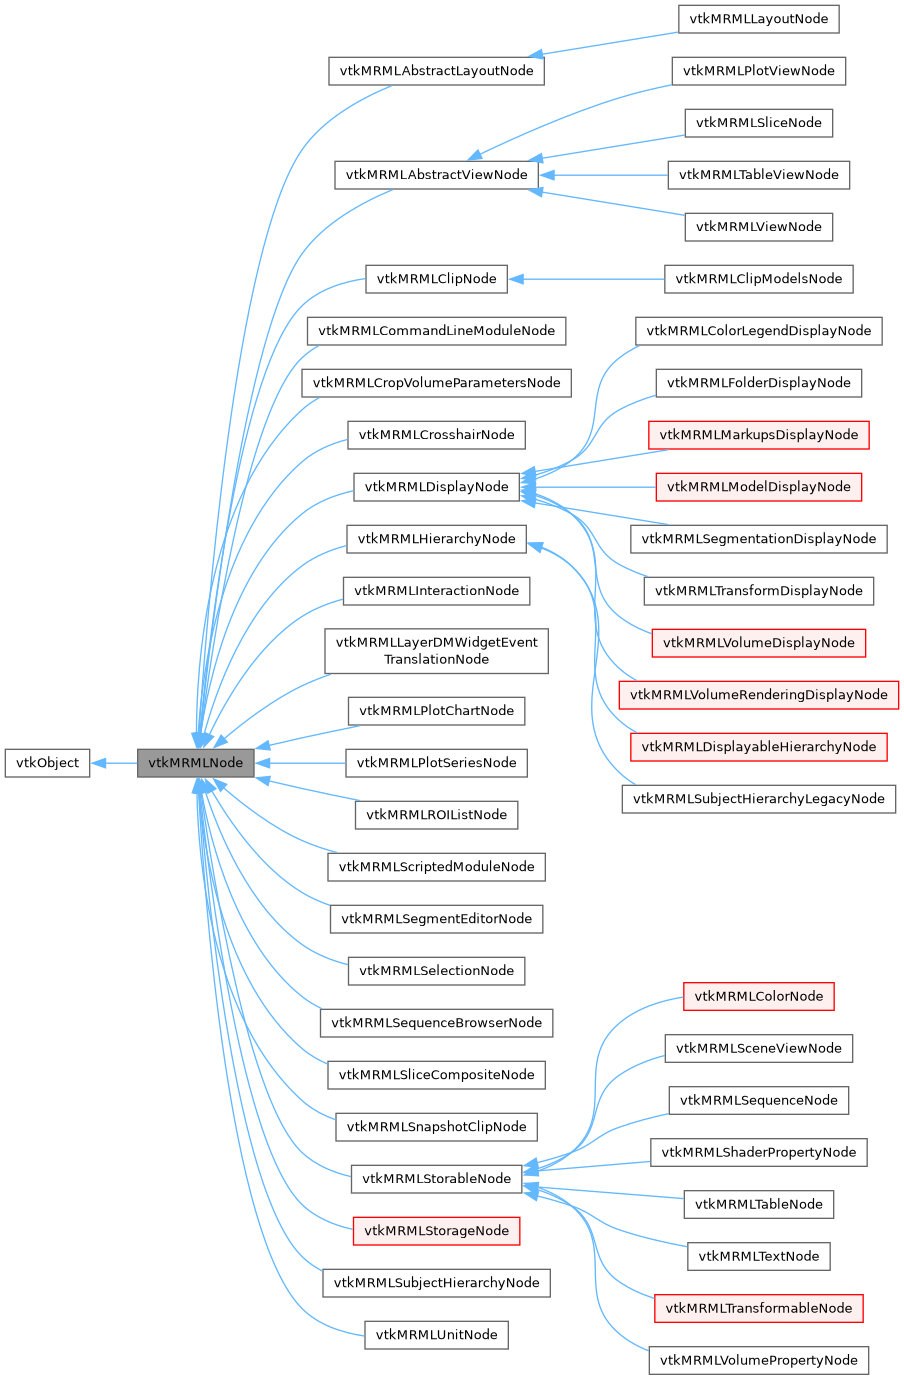 vtkMRMLLayoutNode
vtkMRMLAbstractLayoutNode
vtkMRMLPlotViewNode
vtkMRMLSliceNode
vtkMRMLAbstractViewNode
vtkMRMLTableViewNode
vtkMRMLViewNode
vtkMRMLClipNode
vtkMRMLClipModelsNode
vtkMRMLCommandLineModuleNode
vtkMRMLColorLegendDisplayNode
vtkMRMLCropVolumeParametersNode
vtkMRMLFolderDisplayNode
vtkMRMLCrosshairNode
vtkMRMLMarkupsDisplayNode
vtkMRMLDisplayNode
vtkMRMLModelDisplayNode
vtkMRMLHierarchyNode
vtkMRMLSegmentationDisplayNode
vtkMRMLInteractionNode
vtkMRMLTransformDisplayNode
vtkMRMLLayerDMWidgetEvent
TranslationNode
vtkMRMLVolumeDisplayNode
vtkMRMLVolumeRenderingDisplayNode
vtkMRMLPlotChartNode
vtkMRMLDisplayableHierarchyNode
vtkObject
vtkMRMLNode
vtkMRMLPlotSeriesNode
vtkMRMLSubjectHierarchyLegacyNode
vtkMRMLROIListNode
vtkMRMLScriptedModuleNode
vtkMRMLSegmentEditorNode
vtkMRMLSelectionNode
vtkMRMLColorNode
vtkMRMLSequenceBrowserNode
vtkMRMLSceneViewNode
vtkMRMLSliceCompositeNode
vtkMRMLSequenceNode
vtkMRMLSnapshotClipNode
vtkMRMLShaderPropertyNode
vtkMRMLStorableNode
vtkMRMLTableNode
vtkMRMLStorageNode
vtkMRMLTextNode
vtkMRMLSubjectHierarchyNode
vtkMRMLTransformableNode
vtkMRMLUnitNode
vtkMRMLVolumePropertyNode